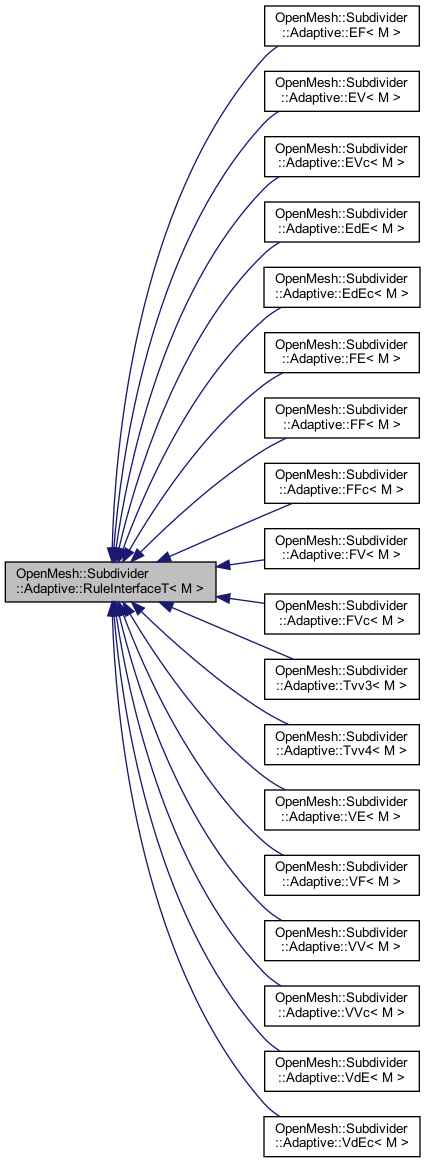 OpenMesh::Subdivider
::Adaptive::EF< M >
OpenMesh::Subdivider
::Adaptive::EV< M >
OpenMesh::Subdivider
::Adaptive::EVc< M >
OpenMesh::Subdivider
::Adaptive::EdE< M >
OpenMesh::Subdivider
::Adaptive::EdEc< M >
OpenMesh::Subdivider
::Adaptive::FE< M >
OpenMesh::Subdivider
::Adaptive::FF< M >
OpenMesh::Subdivider
::Adaptive::FFc< M >
OpenMesh::Subdivider
::Adaptive::FV< M >
OpenMesh::Subdivider
::Adaptive::RuleInterfaceT< M >
OpenMesh::Subdivider
::Adaptive::FVc< M >
OpenMesh::Subdivider
::Adaptive::Tvv3< M >
OpenMesh::Subdivider
::Adaptive::Tvv4< M >
OpenMesh::Subdivider
::Adaptive::VE< M >
OpenMesh::Subdivider
::Adaptive::VF< M >
OpenMesh::Subdivider
::Adaptive::VV< M >
OpenMesh::Subdivider
::Adaptive::VVc< M >
OpenMesh::Subdivider
::Adaptive::VdE< M >
OpenMesh::Subdivider
::Adaptive::VdEc< M >